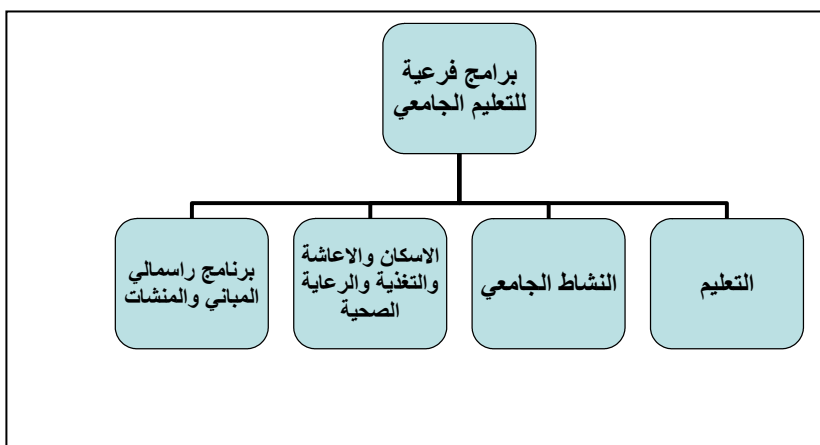 برامج فرعية
للتعليم الجامعي
التعليم
النشاط الجامعي
الاسكان والاعاشة
والتغذية والرعاية
الصحية
برنامج راسمالي
المباني والمنشات